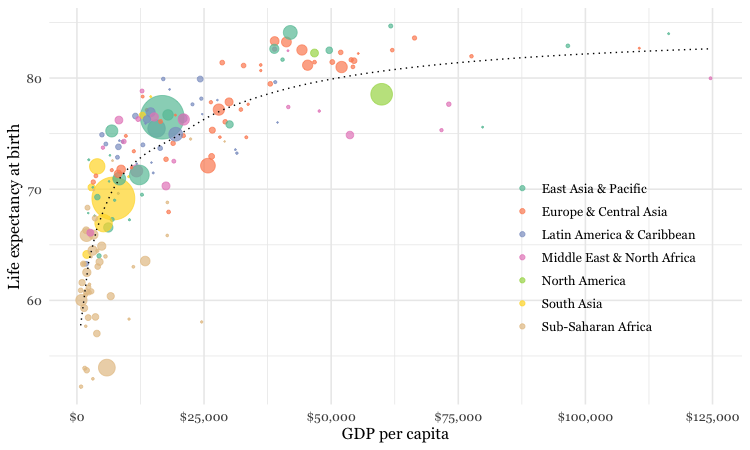 Life expectancy at birth
80
70
60
East Asia & Pacific
Europe & Central Asia
Latin America & Caribbean
Middle East & North Africa
North America
South Asia
Sub-Saharan Africa
$0
$25,000
$50,000
$75,000
$100,000
$125,000
GDP per capita